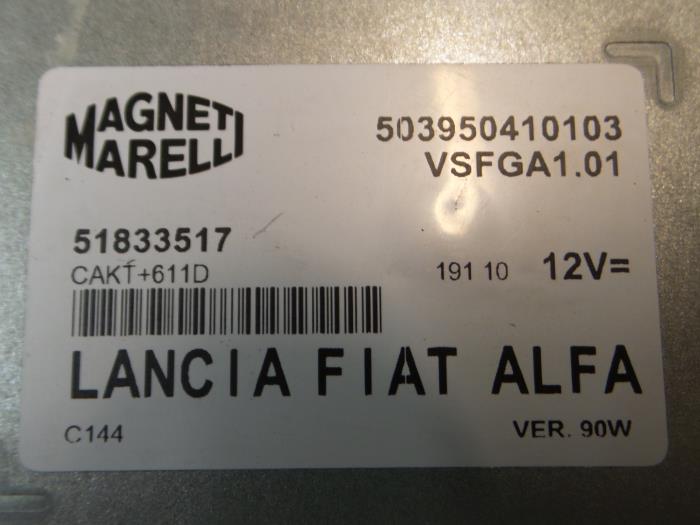 MAGNETI
MARELLI
503950410103
VSFGA1.01
51833517
CAKT+611D
191 10 12V=
LANCIA FIAT ALFA
C144
VER. 90W